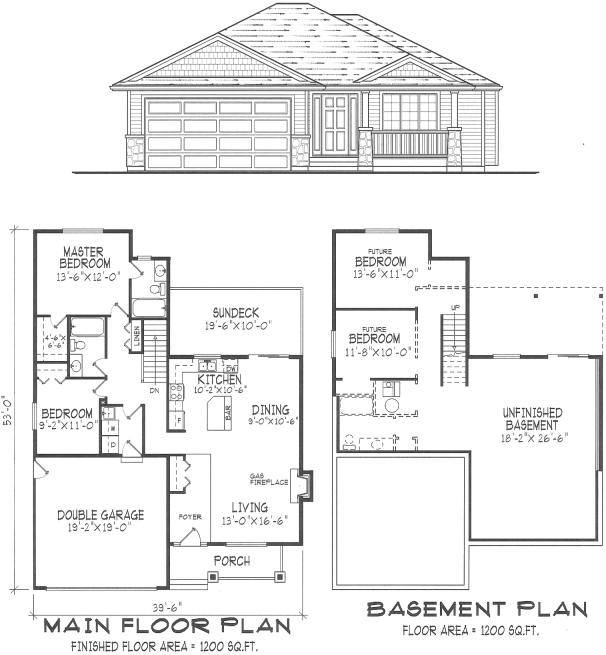 MASTER
BEDROOM
13'-6"X12'-0"
SUNDECK
19'-6"X10'-0"
4'-6"X
6'-6"
LINEN
DN
KITCHEN
10'-2"X10'-6"
DW
F
BAR
DINING
9'-0"X10'-6"
BEDROOM
9'-2"X11'-0"
W
D
GAS
FIREPLACE
DOUBLE GARAGE
19'-2"X19'-0"
FOYER
LIVING
13'-0"X16'-6"
PORCH
53'-0"
39'-6"
MAIN FLOOR PLAN
FINISHED FLOOR AREA = 1200 SQ.FT.
FUTURE
BEDROOM
13'-6"X11'-0"
UP
FUTURE
BEDROOM
11'-8"X10'-0"
UNFINISHED
BASEMENT
18'-2" X 26'-6"
BASEMENT PLAN
FLOOR AREA = 1200 SQ.FT.